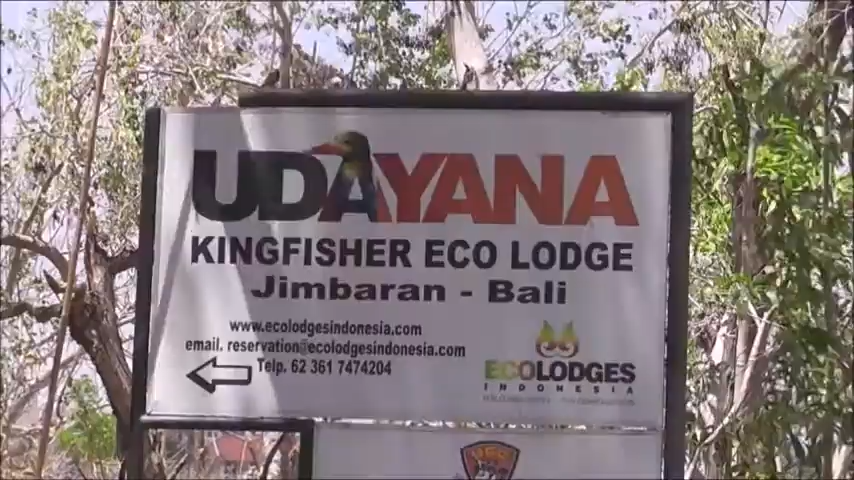 UDAYANA
KINGFISHER ECO LODGE
Jimbaran - Bali
www.ecolodgesindonesia.com
email. reservation@ecolodgesindonesia.com
Telp. 62 361 7474204
ECOLODGES
INDONESIA